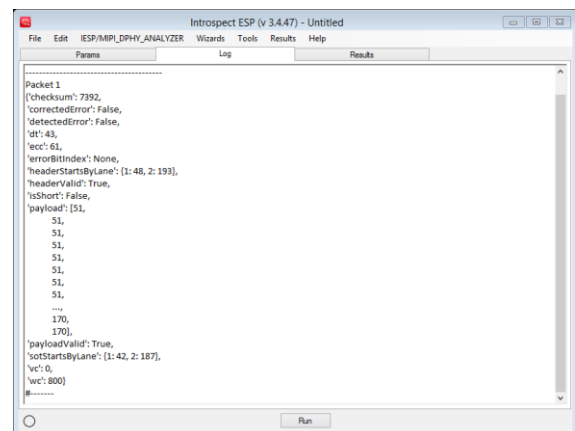 Introspect ESP (v 3.4.47) - Untitled
File Edit IESP/MIPI_DPHY_ANALYZER Wizards Tools Results Help
Params Log Results
-----------------------------------------
Packet 1
{'checksum': 7392,
'correctedError': False,
'detectedError': False,
'dt': 43,
'ecc': 61,
'errorBitIndex': None,
'headerStartsByLane': {1: 48, 2: 193},
'headerValid': True,
'isShort': False,
'payload': [51,
51,
51,
51,
51,
51,
51,
51,
...,
170,
170],
'payloadValid': True,
'sotStartsByLane': {1: 42, 2: 187},
'vc': 0,
'wc': 800}
#-------
Run